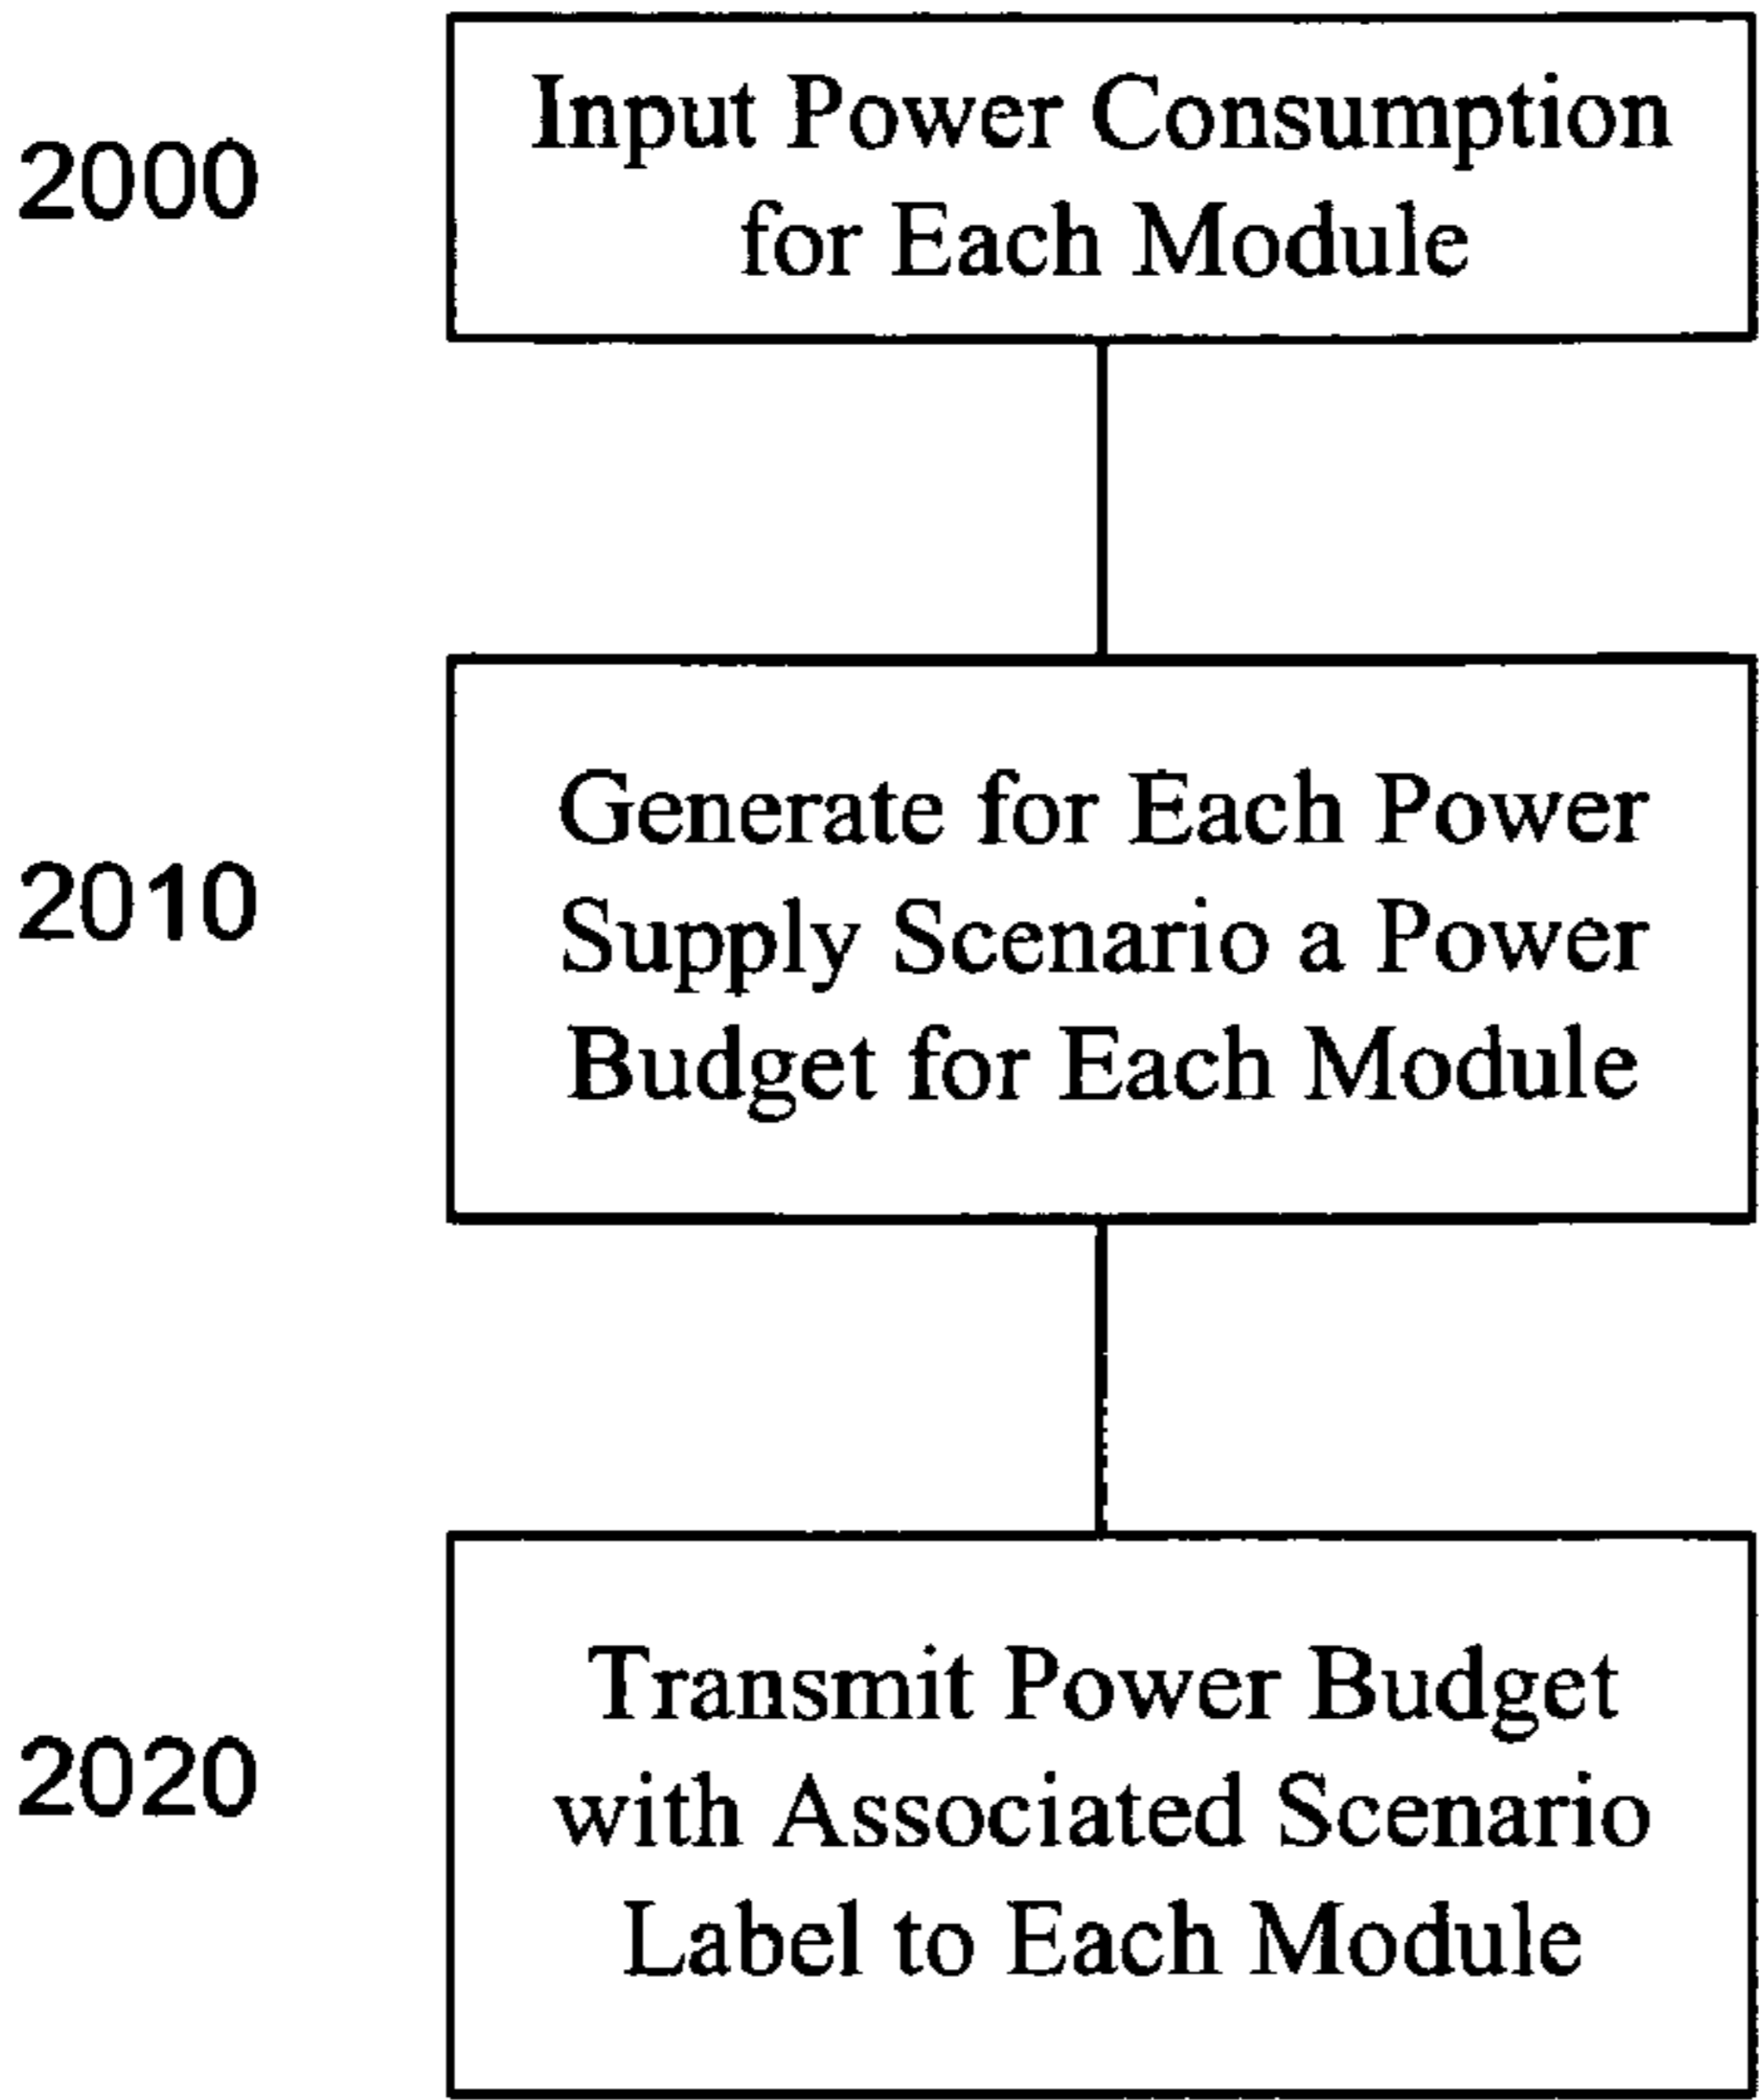 2000
Input Power Consumption
for Each Module
2010
Generate for Each Power
Supply Scenario a Power
Budget for Each Module
2020
Transmit Power Budget
with Associated Scenario
Label to Each Module